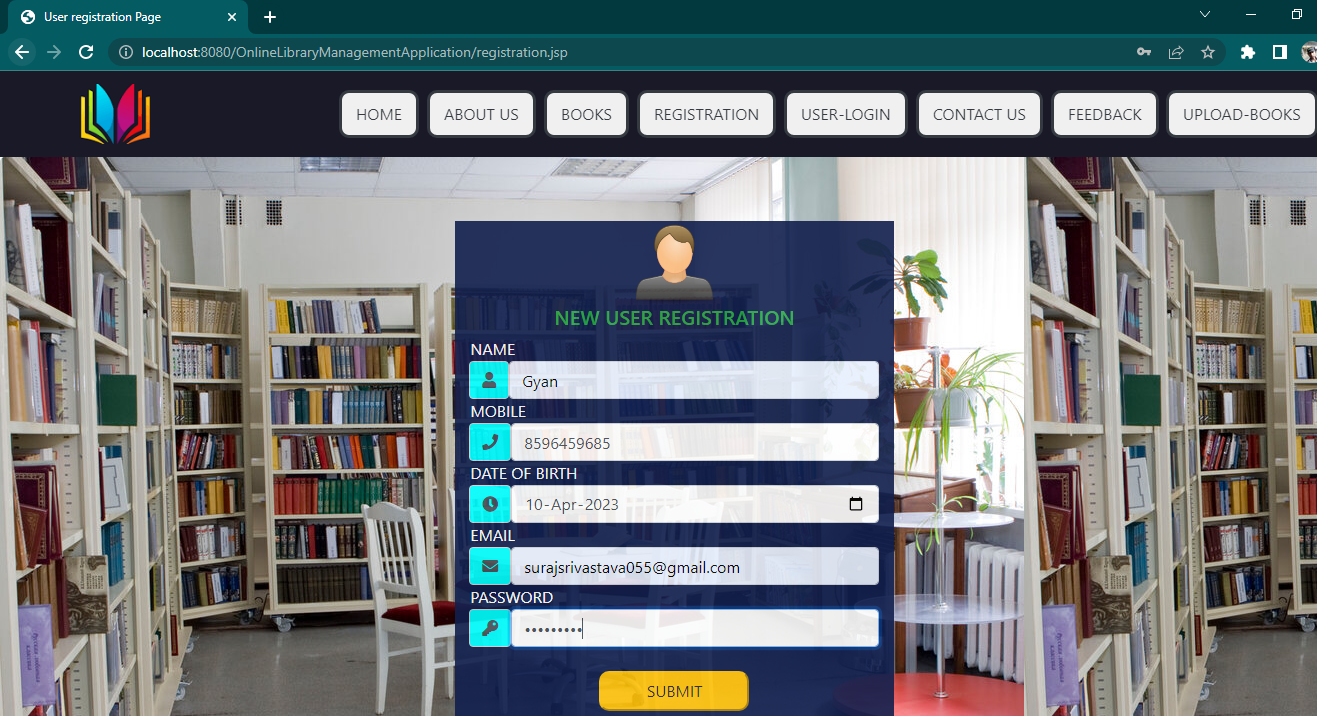 User registration Page
localhost:8080/OnlineLibraryManagementApplication/registration.jsp
HOME ABOUT US BOOKS REGISTRATION USER-LOGIN CONTACT US FEEDBACK UPLOAD-BOOKS
NEW USER REGISTRATION
NAME
Gyan
MOBILE
8596459685
DATE OF BIRTH
10-Apr-2023
EMAIL
surajsrivastava055@gmail.com
PASSWORD
•••••••••
SUBMIT